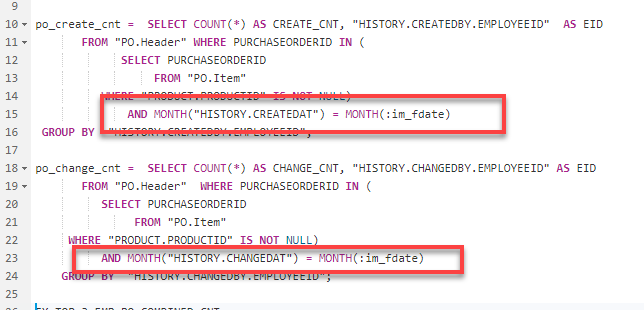 9
10 po_create_cnt = SELECT COUNT(*) AS CREATE_CNT, "HISTORY.CREATEDBY.EMPLOYEEID" AS EID
11 FROM "PO.Header" WHERE PURCHASEORDERID IN (
12 SELECT PURCHASEORDERID
13 FROM "PO.Item"
14 WHERE "PRODUCT.PRODUCTID" IS NOT NULL)
15 AND MONTH("HISTORY.CREATEDAT") = MONTH(:im_fdate)
16 GROUP BY "HISTORY.CREATEDBY.EMPLOYEEID";
17
18 po_change_cnt = SELECT COUNT(*) AS CHANGE_CNT, "HISTORY.CHANGEDBY.EMPLOYEEID" AS EID
19 FROM "PO.Header" WHERE PURCHASEORDERID IN (
20 SELECT PURCHASEORDERID
21 FROM "PO.Item"
22 WHERE "PRODUCT.PRODUCTID" IS NOT NULL)
23 AND MONTH("HISTORY.CHANGEDAT") = MONTH(:im_fdate)
24 GROUP BY "HISTORY.CHANGEDBY.EMPLOYEEID";
25